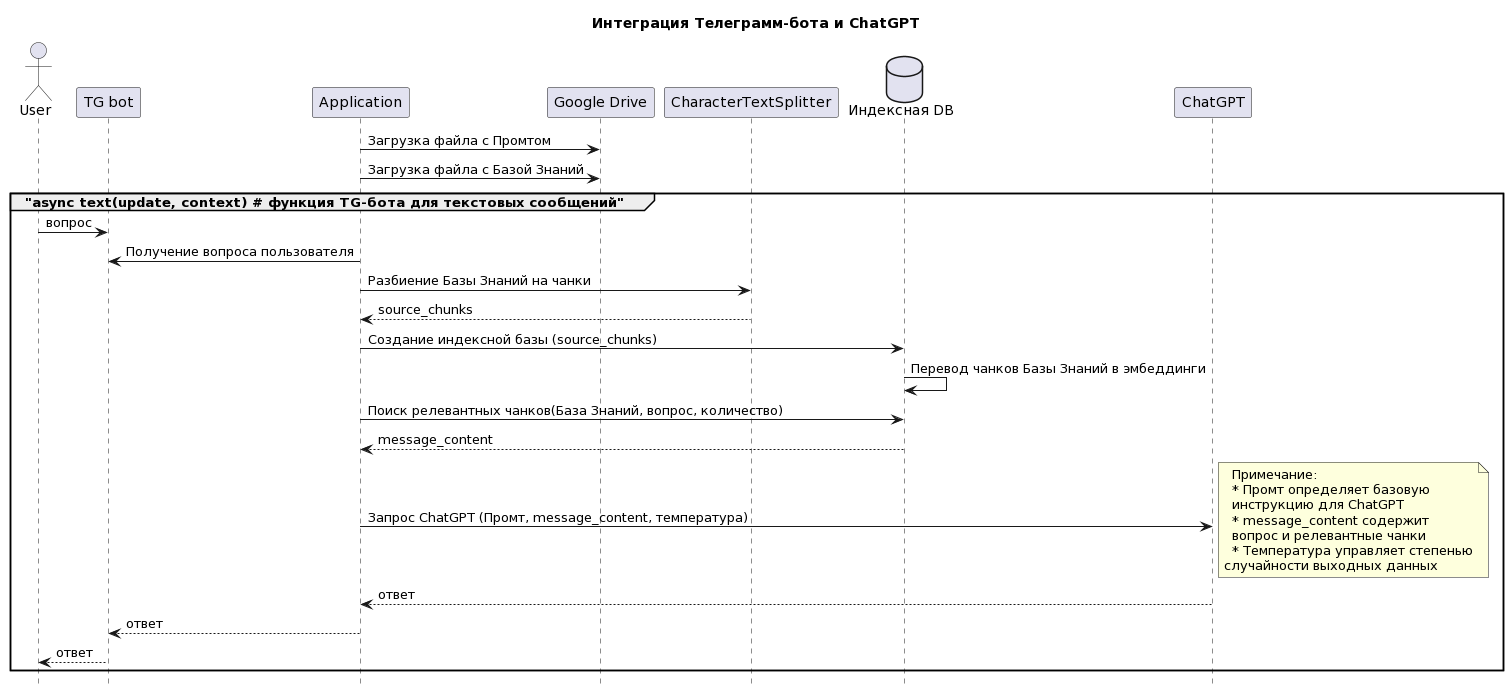 Интеграция Телеграмм-бота и ChatGPT
User
TG bot
Application
Google Drive
CharacterTextSplitter
Индексная DB
ChatGPT
Загрузка файла с Промтом
Загрузка файла с Базой Знаний
"async text(update, context) # функция TG-бота для текстовых сообщений"
вопрос
Получение вопроса пользователя
Разбиение Базы Знаний на чанки
source_chunks
Создание индексной базы (source_chunks)
Перевод чанков Базы Знаний в эмбеддинги
Поиск релевантных чанков(База Знаний, вопрос, количество)
message_content
Запрос ChatGPT (Промт, message_content, температура)
Примечание:
* Промт определяет базовую
инструкцию для ChatGPT
* message_content содержит
вопрос и релевантные чанки
* Температура управляет степенью
случайности выходных данных
ответ
ответ
ответ